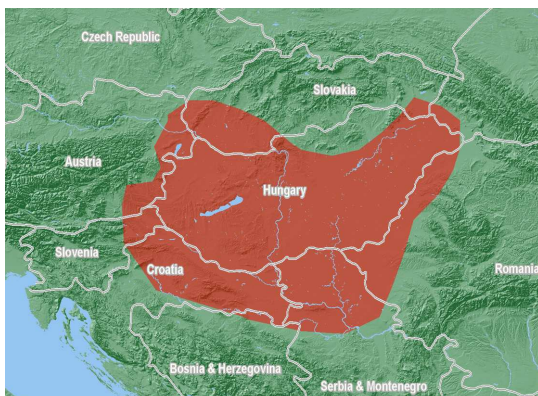 Czech Republic
Slovakia
Austria
Hungary
Slovenia
Croatia
Romania
Bosnia & Herzegovina
Serbia & Montenegro